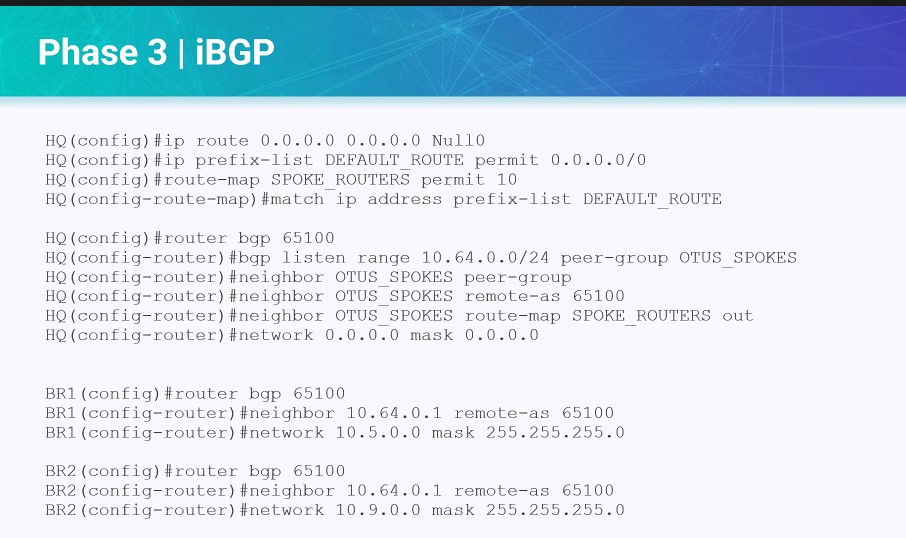 Phase 3 | iBGP
HQ(config)#ip route 0.0.0.0 0.0.0.0 Null0
HQ(config)#ip prefix-list DEFAULT_ROUTE permit 0.0.0.0/0
HQ(config)#route-map SPOKE_ROUTERS permit 10
HQ(config-route-map)#match ip address prefix-list DEFAULT_ROUTE
HQ(config)#router bgp 65100
HQ(config-router)#bgp listen range 10.64.0.0/24 peer-group OTUS_SPOKES
HQ(config-router)#neighbor OTUS_SPOKES peer-group
HQ(config-router)#neighbor OTUS_SPOKES remote-as 65100
HQ(config-router)#neighbor OTUS_SPOKES route-map SPOKE_ROUTERS out
HQ(config-router)#network 0.0.0.0 mask 0.0.0.0
BR1(config)#router bgp 65100
BR1(config-router)#neighbor 10.64.0.1 remote-as 65100
BR1(config-router)#network 10.5.0.0 mask 255.255.255.0
BR2(config)#router bgp 65100
BR2(config-router)#neighbor 10.64.0.1 remote-as 65100
BR2(config-router)#network 10.9.0.0 mask 255.255.255.0